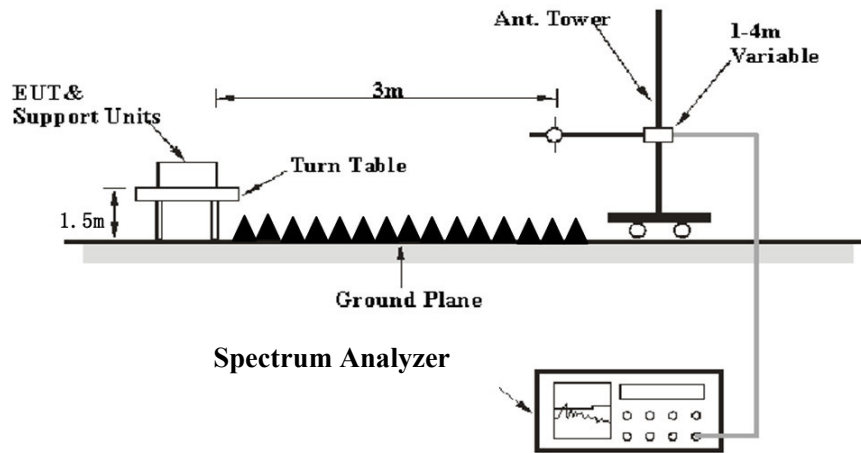 Ant. Tower
1-4m
Variable
3m
EUT&
Support Units
Turn Table
1.5m
Ground Plane
Spectrum Analyzer